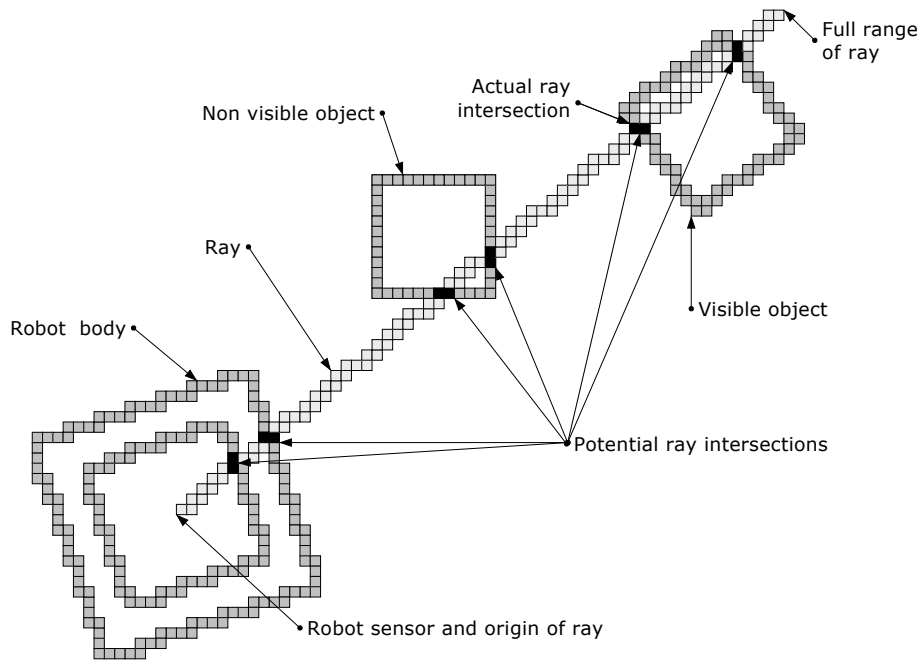 Full range
of ray
Actual ray
intersection
Non visible object
Ray
Visible object
Robot body
Potential ray intersections
Robot sensor and origin of ray